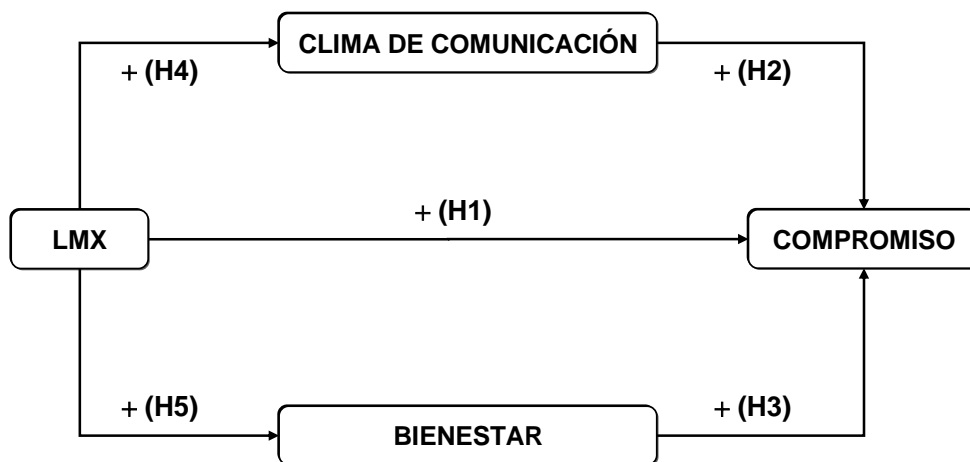 CLIMA DE COMUNICACIÓN
+ (H4)
+ (H2)
+ (H1)
LMX
COMPROMISO
+ (H5)
+ (H3)
BIENESTAR